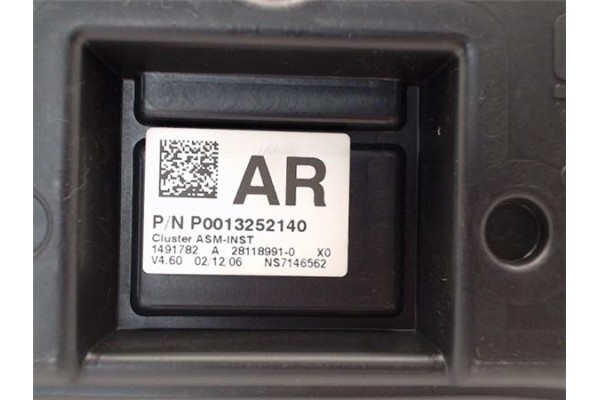 AR
P/N P0013252140
Cluster ASM-INST
1491782 A 28118991-0 X0
V4.60 02.12.06 NS7146562